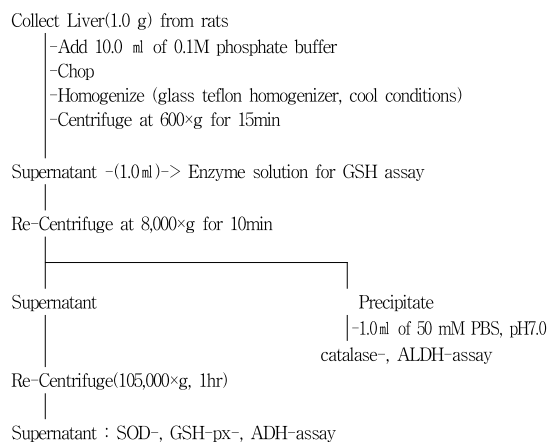 Collect Liver(1.0 g) from rats
-Add 10.0 ㎖ of 0.1M phosphate buffer
-Chop
-Homogenize (glass teflon homogenizer, cool conditions)
-Centrifuge at 600×g for 15min
Supernatant -(1.0㎖)-> Enzyme solution for GSH assay
Re-Centrifuge at 8,000×g for 10min
Supernatant Precipitate
-1.0㎖ of 50 mM PBS, pH7.0
catalase-, ALDH-assay
Re-Centrifuge(105,000×g, 1hr)
Supernatant : SOD-, GSH-px-, ADH-assay